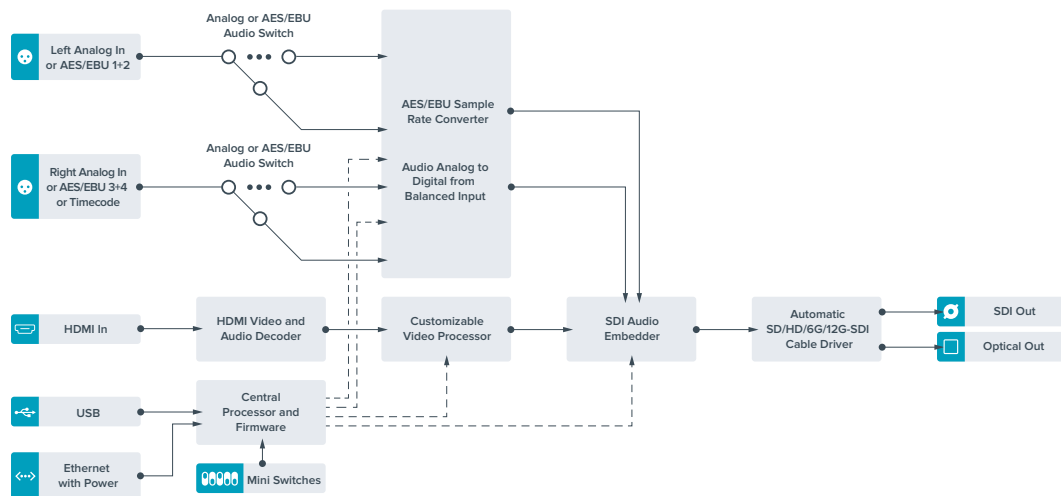 Analog or AES/EBU
Audio Switch
Left Analog In
or AES/EBU 1+2
AES/EBU Sample
Rate Converter
Analog or AES/EBU
Audio Switch
Right Analog In
or AES/EBU 3+4
or Timecode
Audio Analog to
Digital from
Balanced Input
HDMI In
HDMI Video and
Audio Decoder
Customizable
Video Processor
SDI Audio
Embedder
Automatic
SD/HD/6G/12G-SDI
Cable Driver
SDI Out
Optical Out
USB
Central
Processor and
Firmware
Ethernet
with Power
Mini Switches